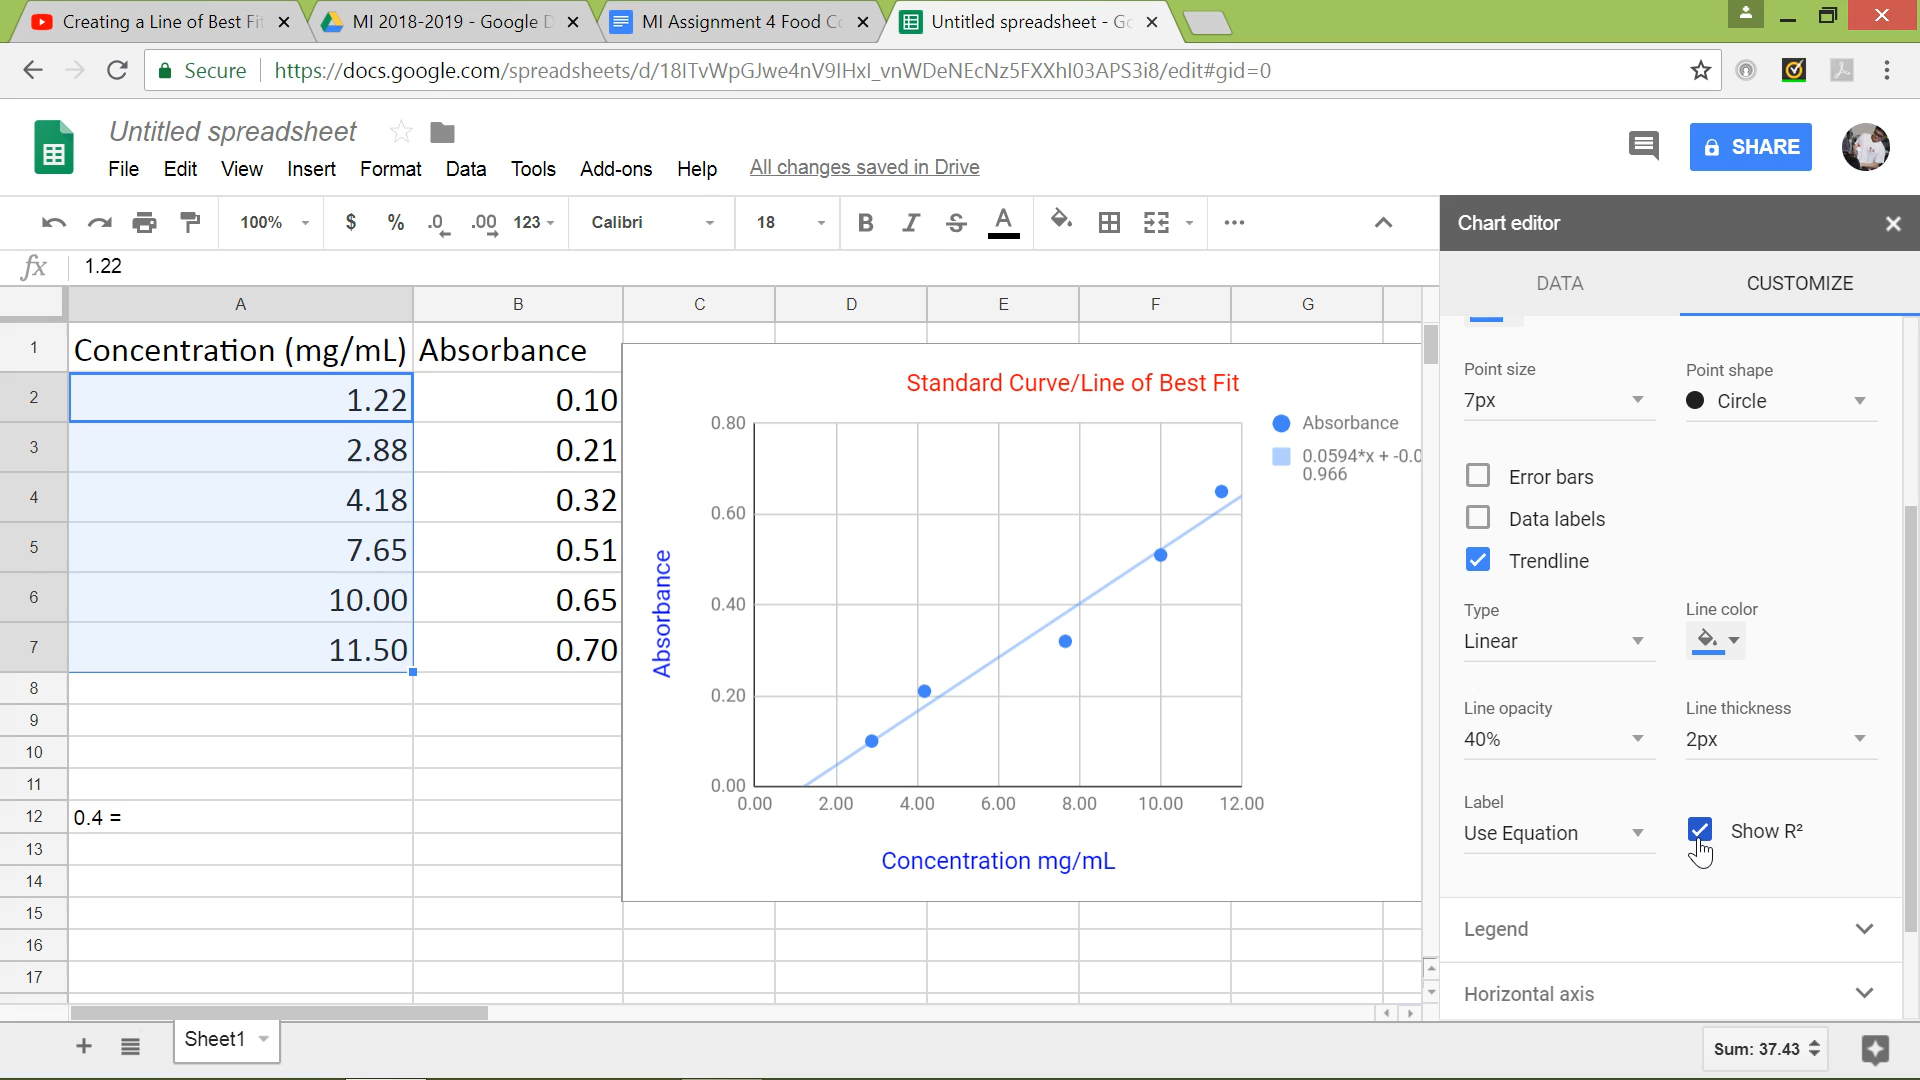 Creating a Line of Best Fi
MI 2018-2019 - Google D
MI Assignment 4 Food C
Untitled spreadsheet - Go
Secure
https://docs.google.com/spreadsheets/d/18ITvWpGJwe4nV9IHxI_vnWDeNEcNz5FXXhI03APS3i8/edit#gid=0
Untitled spreadsheet
File Edit View Insert Format Data Tools Add-ons Help All changes saved in Drive
SHARE
100% $ % .0 .00 123 Calibri 18 B I S A
fx 1.22
A B C D E F G
1 Concentration (mg/mL) Absorbance
2 1.22 0.10
3 2.88 0.21
4 4.18 0.32
5 7.65 0.51
6 10.00 0.65
7 11.50 0.70
8
9
10
11
12 0.4 =
13
14
15
16
17
Standard Curve/Line of Best Fit
Absorbance
0.80
0.60
0.40
0.20
0.00
0.00 2.00 4.00 6.00 8.00 10.00 12.00
Concentration mg/mL
Absorbance
0.0594*x + -0.0
0.966
Chart editor
DATA CUSTOMIZE
Point size Point shape
7px Circle
Error bars
Data labels
Trendline
Type Line color
Linear
Line opacity Line thickness
40% 2px
Label
Use Equation Show R²
Legend
Horizontal axis
Sheet1
Sum: 37.43